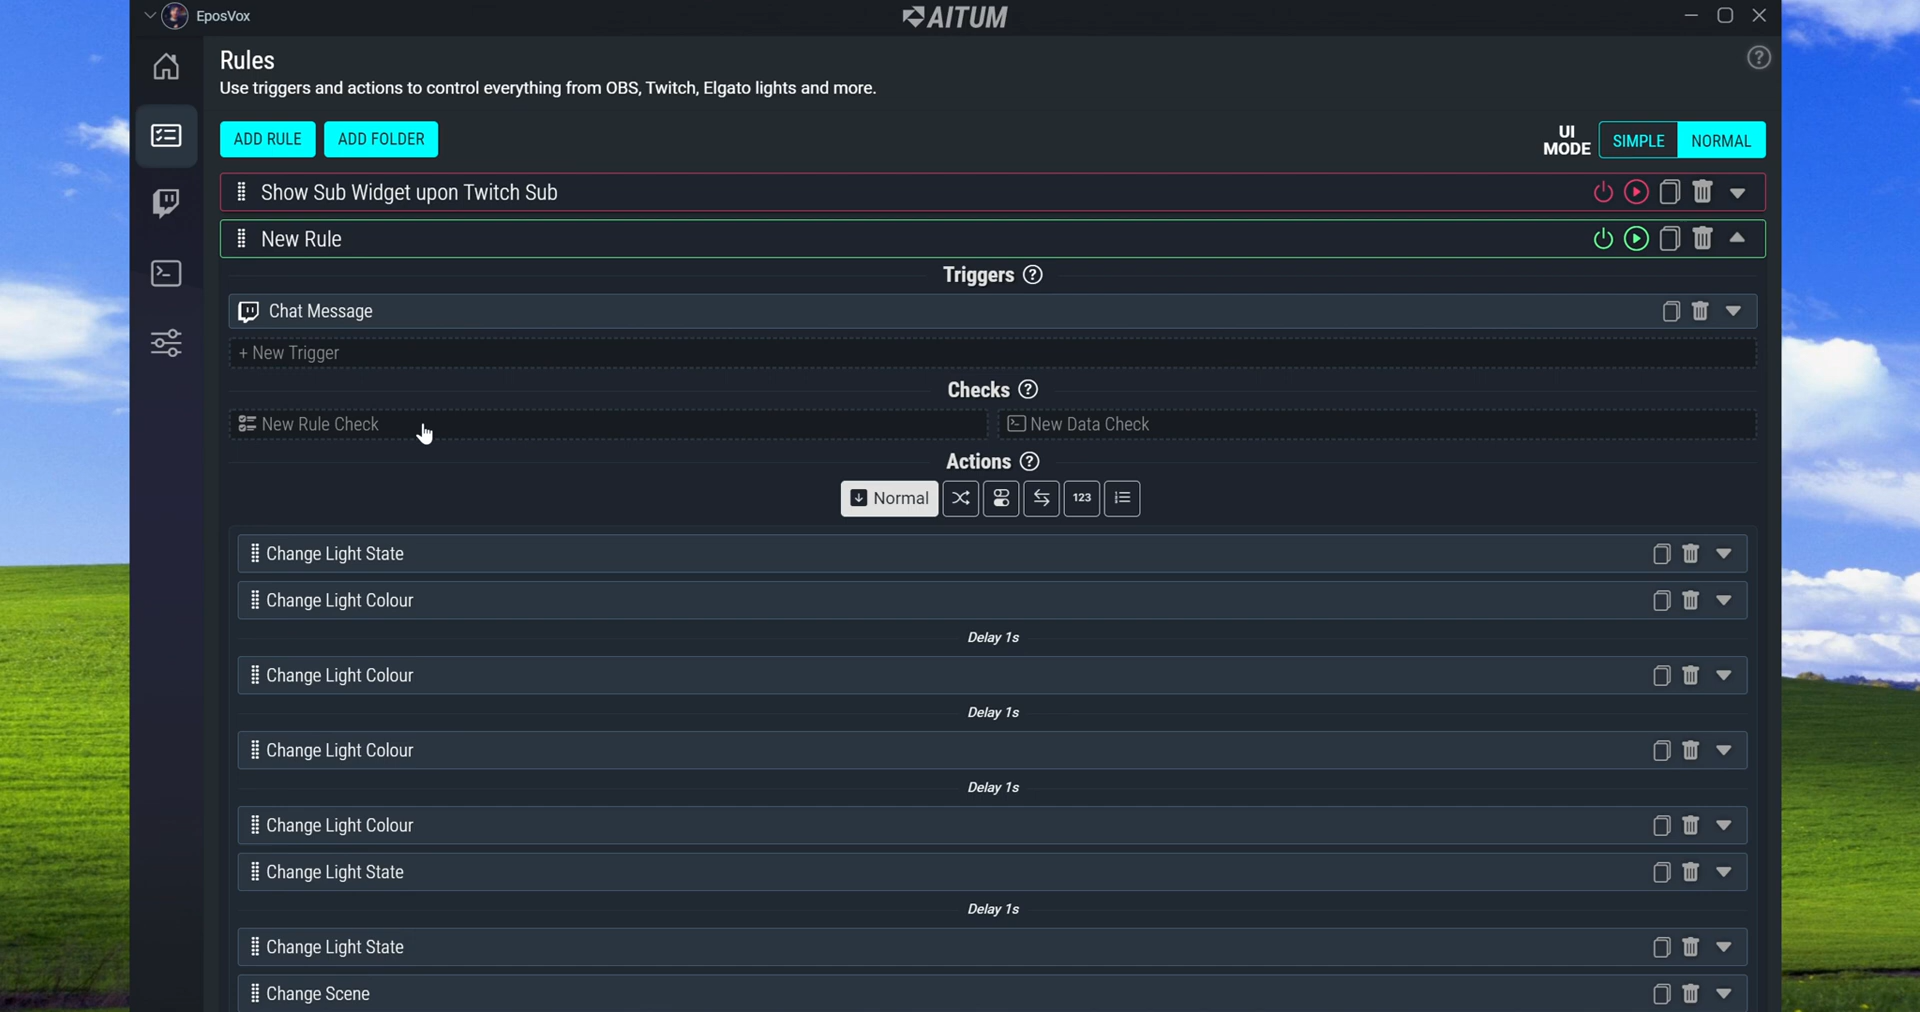 EposVox
AITUM
Rules
Use triggers and actions to control everything from OBS, Twitch, Elgato lights and more.
ADD RULE
ADD FOLDER
UI MODE
SIMPLE
NORMAL
Show Sub Widget upon Twitch Sub
New Rule
Triggers
Chat Message
+ New Trigger
Checks
New Rule Check
New Data Check
Actions
Normal
123
Change Light State
Change Light Colour
Delay 1s
Change Light Colour
Delay 1s
Change Light Colour
Delay 1s
Change Light Colour
Change Light State
Delay 1s
Change Light State
Change Scene